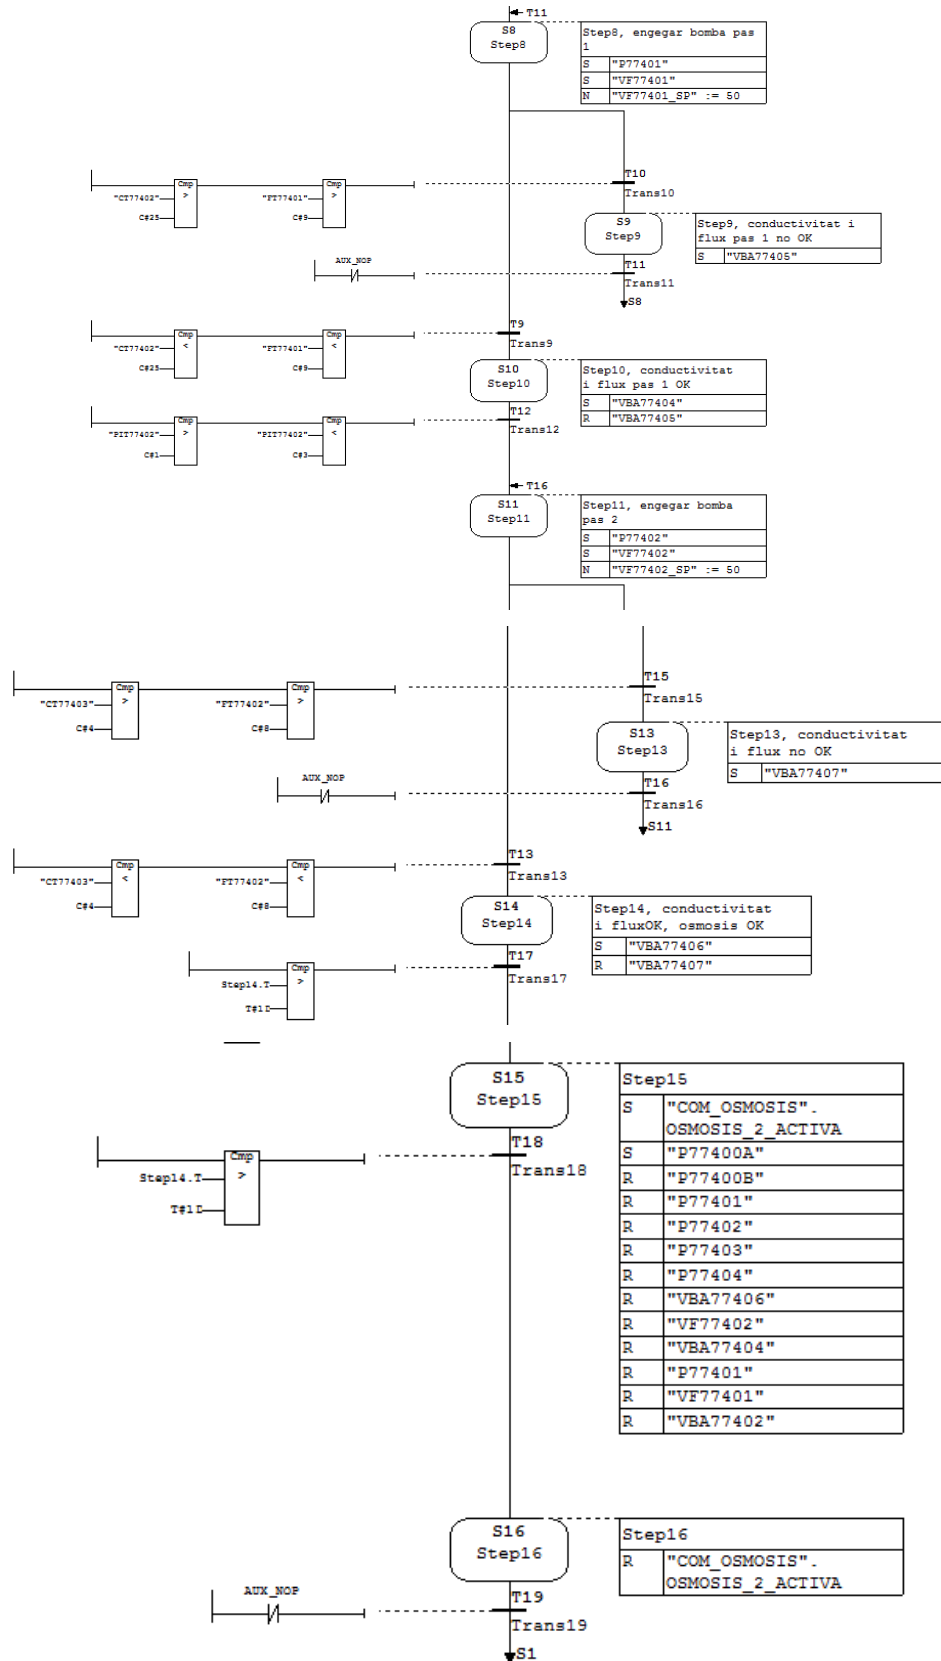 T11
S8
Step8
Step8, engegar bomba pas
1
S "P77401"
S "VF77401"
N "VF77401_SP" := 50
T10
Trans10
Cmp
>
"CT77402"
C#25
Cmp
>
"FT77401"
C#9
S9
Step9
Step9, conductivitat i
flux pas 1 no OK
S "VBA77405"
AUX_NOP
T11
Trans11
S8
T9
Trans9
Cmp
<
"CT77402"
C#25
Cmp
<
"FT77401"
C#9
S10
Step10
Step10, conductivitat
i flux pas 1 OK
S "VBA77404"
R "VBA77405"
T12
Trans12
Cmp
>
"PIT77402"
C#1
Cmp
<
"PIT77402"
C#3
T16
S11
Step11
Step11, engegar bomba
pas 2
S "P77402"
S "VF77402"
N "VF77402_SP" := 50
T15
Trans15
Cmp
>
"CT77403"
C#4
Cmp
>
"FT77402"
C#8
S13
Step13
Step13, conductivitat
i flux no OK
S "VBA77407"
AUX_NOP
T16
Trans16
S11
T13
Trans13
Cmp
<
"CT77403"
C#4
Cmp
<
"FT77402"
C#8
S14
Step14
Step14, conductivitat
i fluxOK, osmosis OK
S "VBA77406"
R "VBA77407"
T17
Trans17
Cmp
>
Step14.T
T#1D
S15
Step15
Step15
S "COM_OSMOSIS".
OSMOSIS_2_ACTIVA
S "P77400A"
R "P77400B"
R "P77401"
R "P77402"
R "P77403"
R "P77404"
R "VBA77406"
R "VF77402"
R "VBA77404"
R "P77401"
R "VF77401"
R "VBA77402"
T18
Trans18
Cmp
>
Step14.T
T#1D
S16
Step16
Step16
R "COM_OSMOSIS".
OSMOSIS_2_ACTIVA
AUX_NOP
T19
Trans19
S1